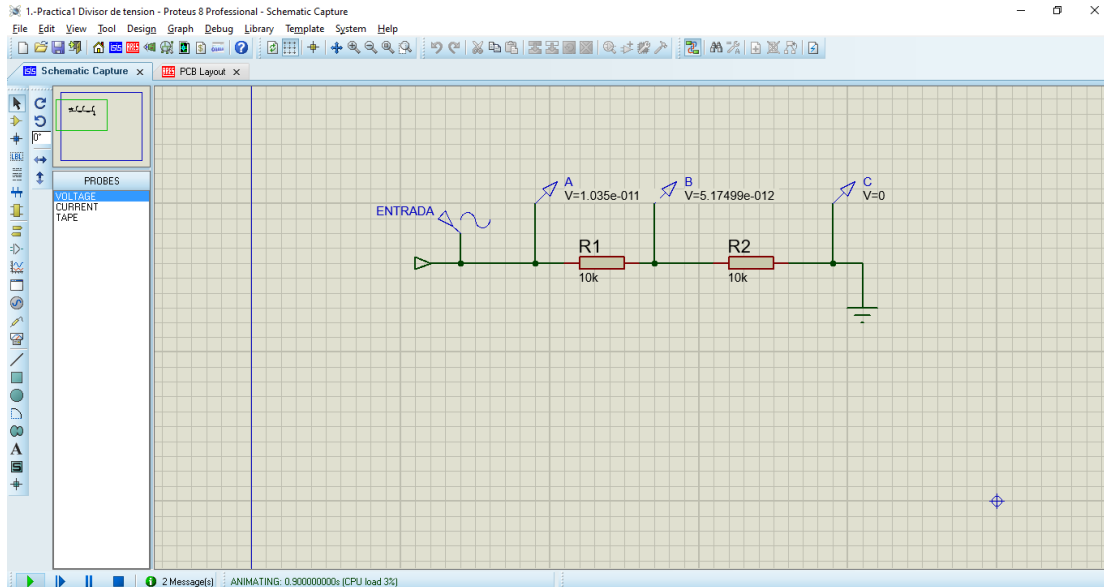 1.-Practica1 Divisor de tension - Proteus 8 Professional - Schematic Capture
File Edit View Tool Design Graph Debug Library Template System Help
Schematic Capture PCB Layout
0°
PROBES
VOLTAGE
CURRENT
TAPE
A
V=1.035e-011
B
V=5.17499e-012
C
V=0
ENTRADA
R1
10k
R2
10k
2 Message(s) ANIMATING: 0.900000000s (CPU load 3%)